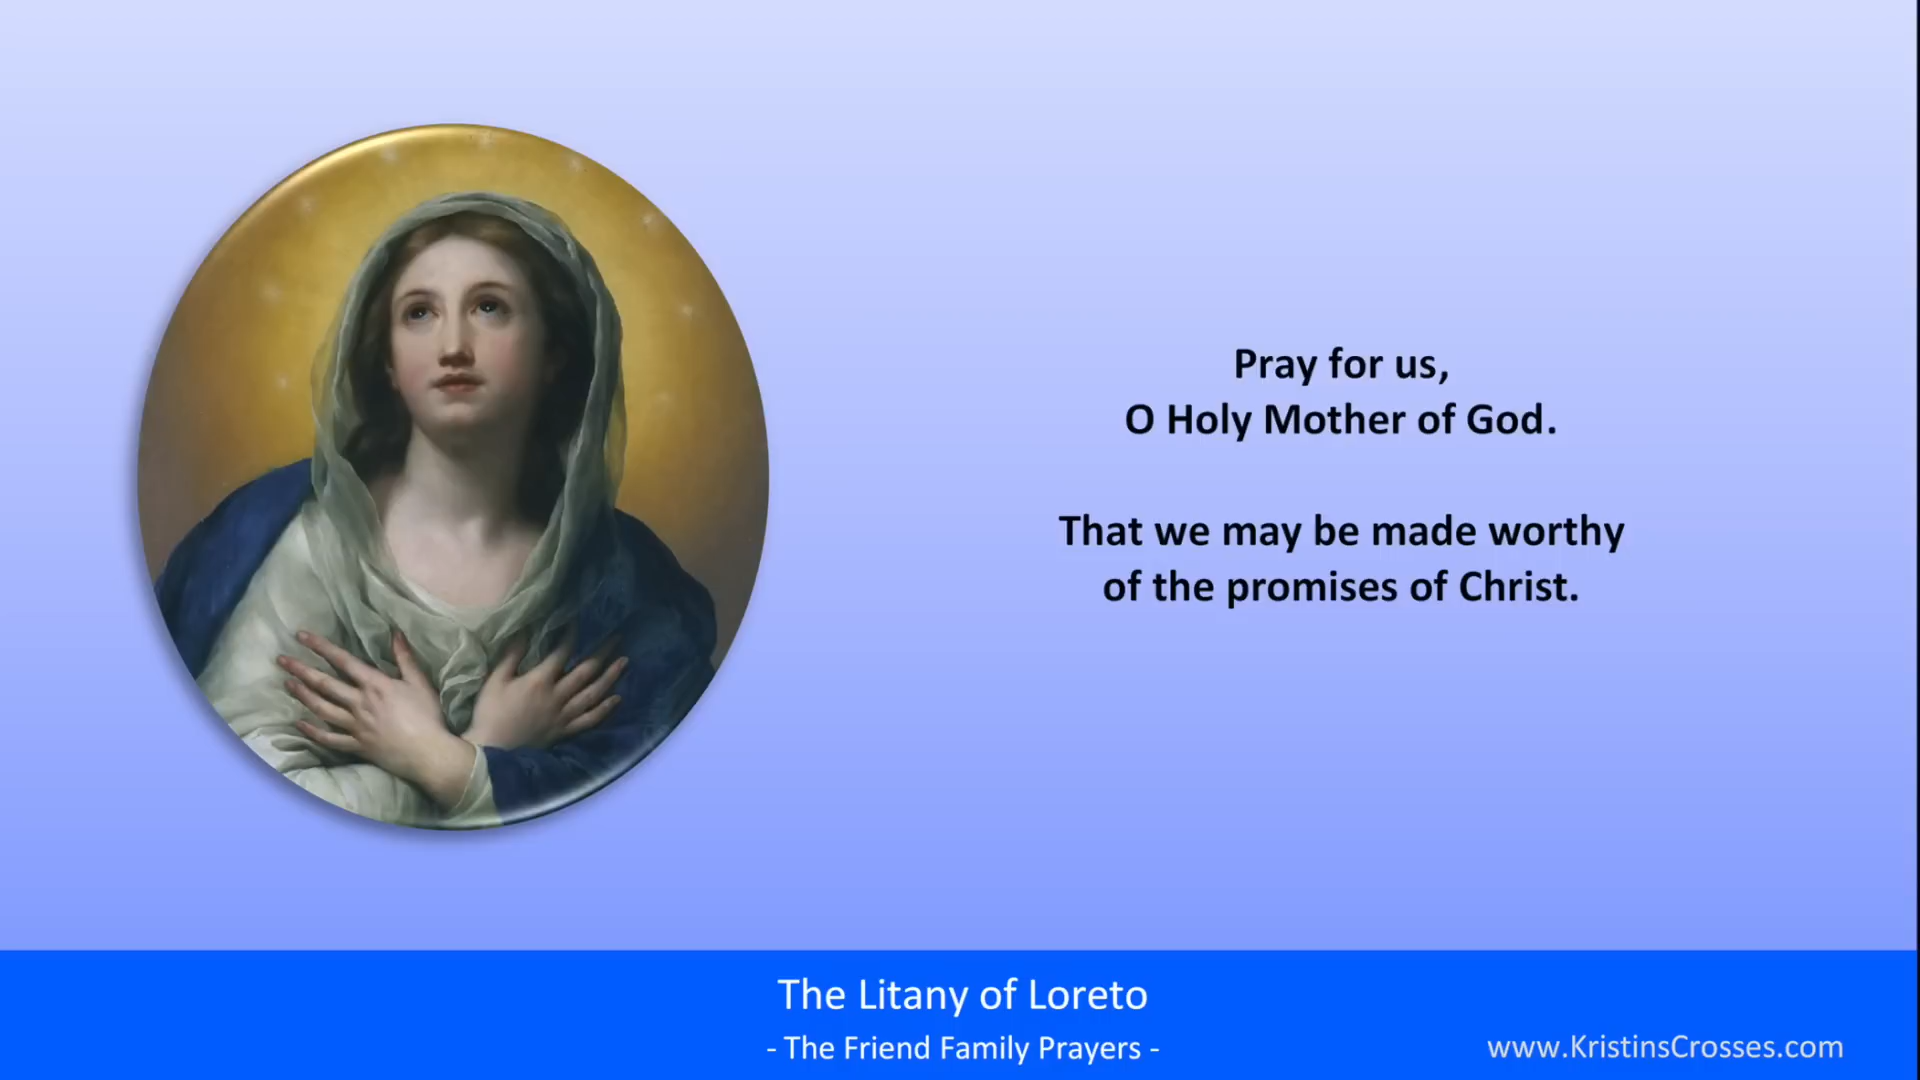 Pray for us,
O Holy Mother of God.
That we may be made worthy
of the promises of Christ.
The Litany of Loreto
- The Friend Family Prayers -
www.KristinsCrosses.com